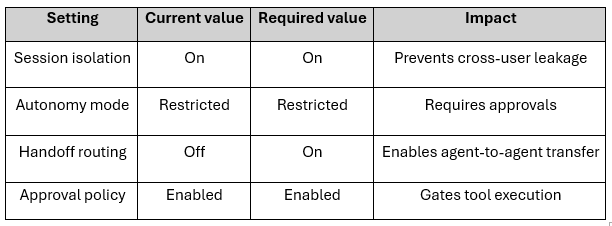 Setting Current value Required value Impact
Session isolation On On Prevents cross-user leakage
Autonomy mode Restricted Restricted Requires approvals
Handoff routing Off On Enables agent-to-agent transfer
Approval policy Enabled Enabled Gates tool execution